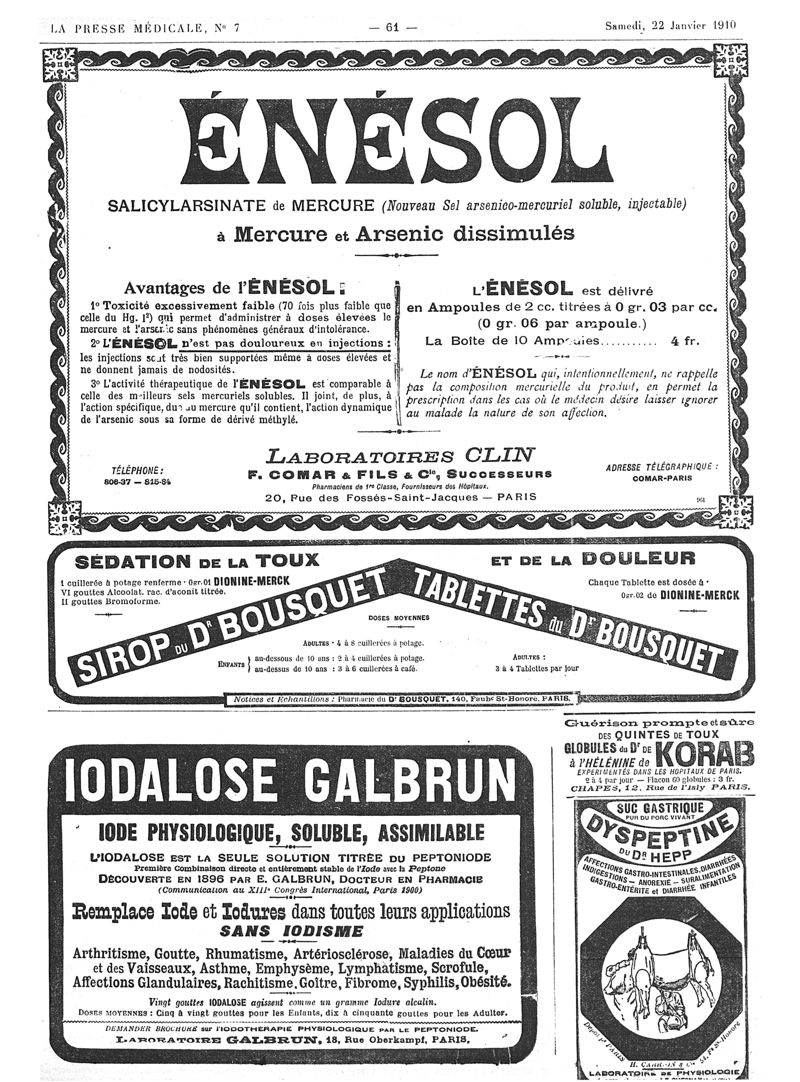 LA PRESSE MÉDICALE, Nº 7
— 61 —
Samedi, 22 Janvier 1910
ÉNÉSOL
SALICYLARSINATE de MERCURE (Nouveau Sel arsenico-mercuriel soluble, injectable)
à Mercure et Arsenic dissimulés
Avantages de l'ÉNÉSOL :
1º Toxicité excessivement faible (70 fois plus faible que
celle du Hg. I²) qui permet d'administrer à doses élevées le
mercure et l'arsenic sans phénomènes généraux d'intolérance.
2º L'ÉNÉSOL n'est pas douloureux en injections :
les injections sont très bien supportées même à doses élevées et
ne donnent jamais de nodosités.
3º L'activité thérapeutique de l'ÉNÉSOL est comparable à
celle des meilleurs sels mercuriels solubles. Il joint, de plus, à
l'action spécifique, due au mercure qu'il contient, l'action dynamique
de l'arsenic sous sa forme de dérivé méthylé.
L'ÉNÉSOL est délivré
en Ampoules de 2 cc. titrées à 0 gr. 03 par cc.
(0 gr. 06 par ampoule.)
La Boîte de 10 Ampoules.......... 4 fr.
Le nom d'ÉNÉSOL qui, intentionnellement, ne rappelle
pas la composition mercurielle du produit, en permet la
prescription dans les cas où le médecin désire laisser ignorer
au malade la nature de son affection.
TÉLÉPHONE :
806-37 — 815-84
LABORATOIRES CLIN
F. COMAR & FILS & Cie, SUCCESSEURS
Pharmaciens de 1re Classe, Fournisseurs des Hôpitaux.
20, Rue des Fossés-Saint-Jacques — PARIS
ADRESSE TÉLÉGRAPHIQUE :
COMAR-PARIS
SÉDATION DE LA TOUX
ET DE LA DOULEUR
1 cuillerée à potage renferme · 0gr.01 DIONINE-MERCK
VI gouttes Alcoolat. rac. d'aconit titrée.
II gouttes Bromoforme.
Chaque Tablette est dosée à ·
0gr.02 de DIONINE-MERCK
SIROP DU Dr BOUSQUET
TABLETTES du Dr BOUSQUET
DOSES MOYENNES
ADULTES · 4 à 8 cuillerées à potage.
ENFANTS { au-dessous de 10 ans : 2 à 4 cuillerées à potage.
au-dessus de 10 ans : 3 à 6 cuillerées à café.
ADULTES :
3 à 4 Tablettes par jour
Notices et Echantillons : Pharmacie du Dr BOUSQUET, 140, Faubg St-Honoré, PARIS.
IODALOSE GALBRUN
IODE PHYSIOLOGIQUE, SOLUBLE, ASSIMILABLE
L'IODALOSE EST LA SEULE SOLUTION TITRÉE DU PEPTONIODE
Première Combinaison directe et entièrement stable de l'Iode avec la Peptone
DÉCOUVERTE EN 1896 PAR E. GALBRUN, DOCTEUR EN PHARMACIE
(Communication au XIIIe Congrès International, Paris 1900)
Remplace Iode et Iodures dans toutes leurs applications
SANS IODISME
Arthritisme, Goutte, Rhumatisme, Artériosclérose, Maladies du Cœur
et des Vaisseaux, Asthme, Emphysème, Lymphatisme, Scrofule,
Affections Glandulaires, Rachitisme, Goître, Fibrome, Syphilis, Obésité.
Vingt gouttes IODALOSE agissent comme un gramme Iodure alcalin.
DOSES MOYENNES : Cinq à vingt gouttes pour les Enfants, dix à cinquante gouttes pour les Adulter.
DEMANDER BROCHURE sur l'IODOTHÉRAPIE PHYSIOLOGIQUE PAR LE PEPTONIODE.
LABORATOIRE GALBRUN, 18, Rue Oberkampf, PARIS.
Guérison prompte et sûre
DES QUINTES DE TOUX
GLOBULES du Dr DE KORAB
à l'HÉLÉNINE de
EXPÉRIMENTÉS DANS LES HOPITAUX DE PARIS.
2 à 4 par jour — Flacon 60 globules : 3 fr.
CHAPES, 12, Rue de l'Isly PARIS.
SUC GASTRIQUE
PUR DU PORC VIVANT
DYSPEPTINE
DU Dr HEPP
AFFECTIONS GASTRO-INTESTINALES, DIARRHÉES
INDIGESTIONS — ANOREXIE — SURALIMENTATION
GASTRO-ENTÉRITE et DIARRHÉE INFANTILES
Dépôt pr PARIS
Fg St-Honoré
LABORATOIRE DE PHYSIOLOGIE